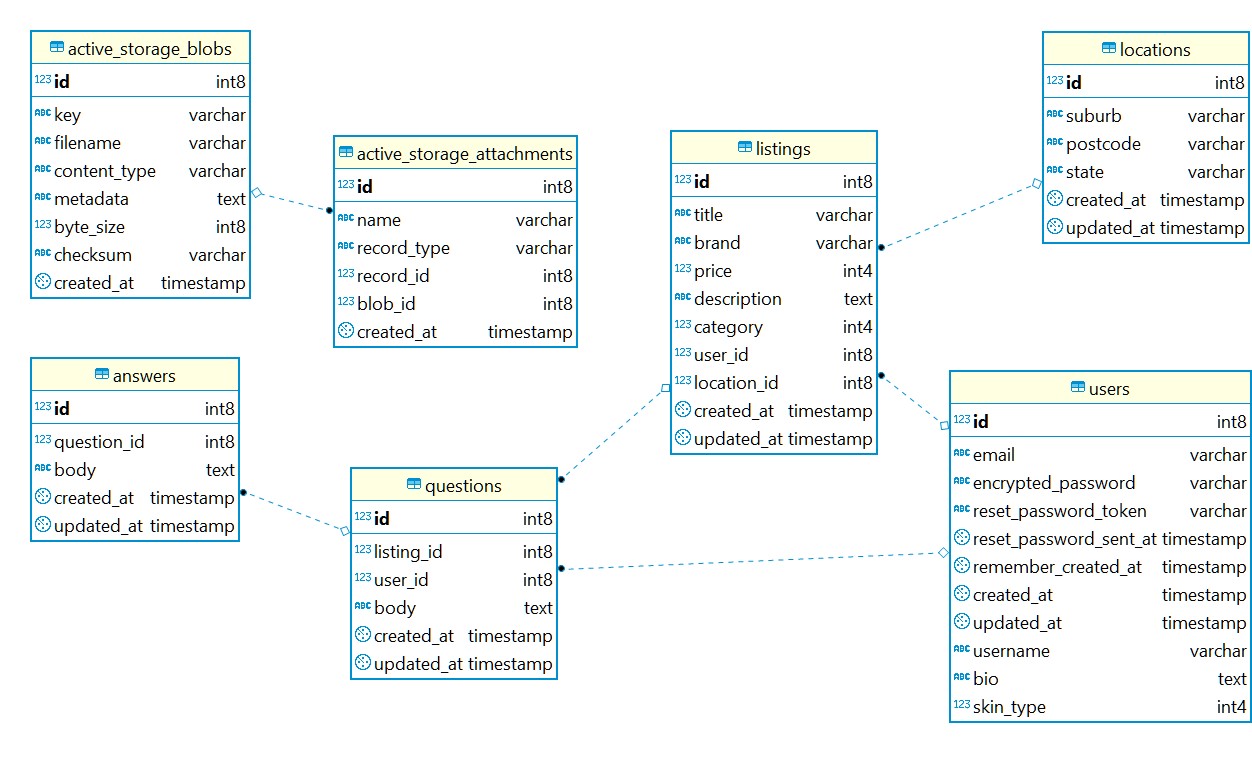 active_storage_blobs
123 id int8
ABC key varchar
ABC filename varchar
ABC content_type varchar
ABC metadata text
123 byte_size int8
ABC checksum varchar
created_at timestamp
active_storage_attachments
123 id int8
ABC name varchar
ABC record_type varchar
123 record_id int8
123 blob_id int8
created_at timestamp
listings
123 id int8
ABC title varchar
ABC brand varchar
123 price int4
ABC description text
123 category int4
123 user_id int8
123 location_id int8
created_at timestamp
updated_at timestamp
locations
123 id int8
ABC suburb varchar
ABC postcode varchar
ABC state varchar
created_at timestamp
updated_at timestamp
answers
123 id int8
123 question_id int8
ABC body text
created_at timestamp
updated_at timestamp
questions
123 id int8
123 listing_id int8
123 user_id int8
ABC body text
created_at timestamp
updated_at timestamp
users
123 id int8
ABC email varchar
ABC encrypted_password varchar
ABC reset_password_token varchar
reset_password_sent_at timestamp
remember_created_at timestamp
created_at timestamp
updated_at timestamp
ABC username varchar
ABC bio text
123 skin_type int4